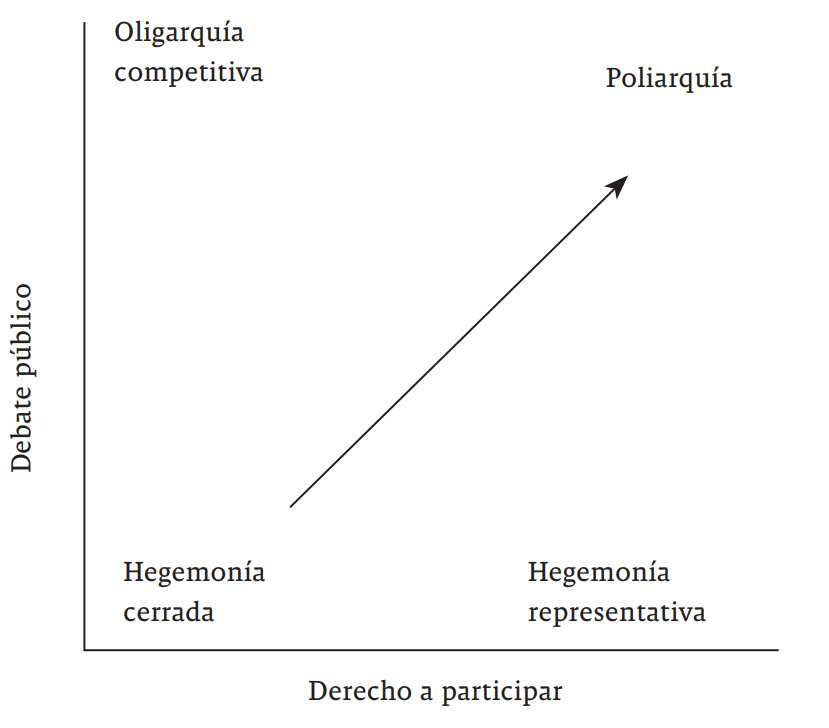 Oligarquía
competitiva
Poliarquía
Debate público
Hegemonía
cerrada
Hegemonía
representativa
Derecho a participar